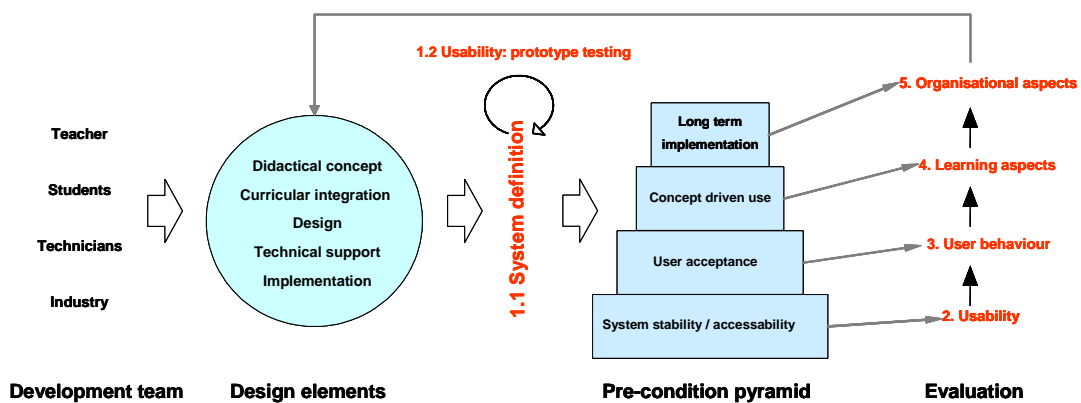 1.2 Usability: prototype testing
Teacher
Students
Technicians
Industry
Didactical concept
Curricular integration
Design
Technical support
Implementation
1.1 System definition
Long term
implementation
Concept driven use
User acceptance
System stability / accessability
5. Organisational aspects
4. Learning aspects
3. User behaviour
2. Usability
Development team
Design elements
Pre-condition pyramid
Evaluation